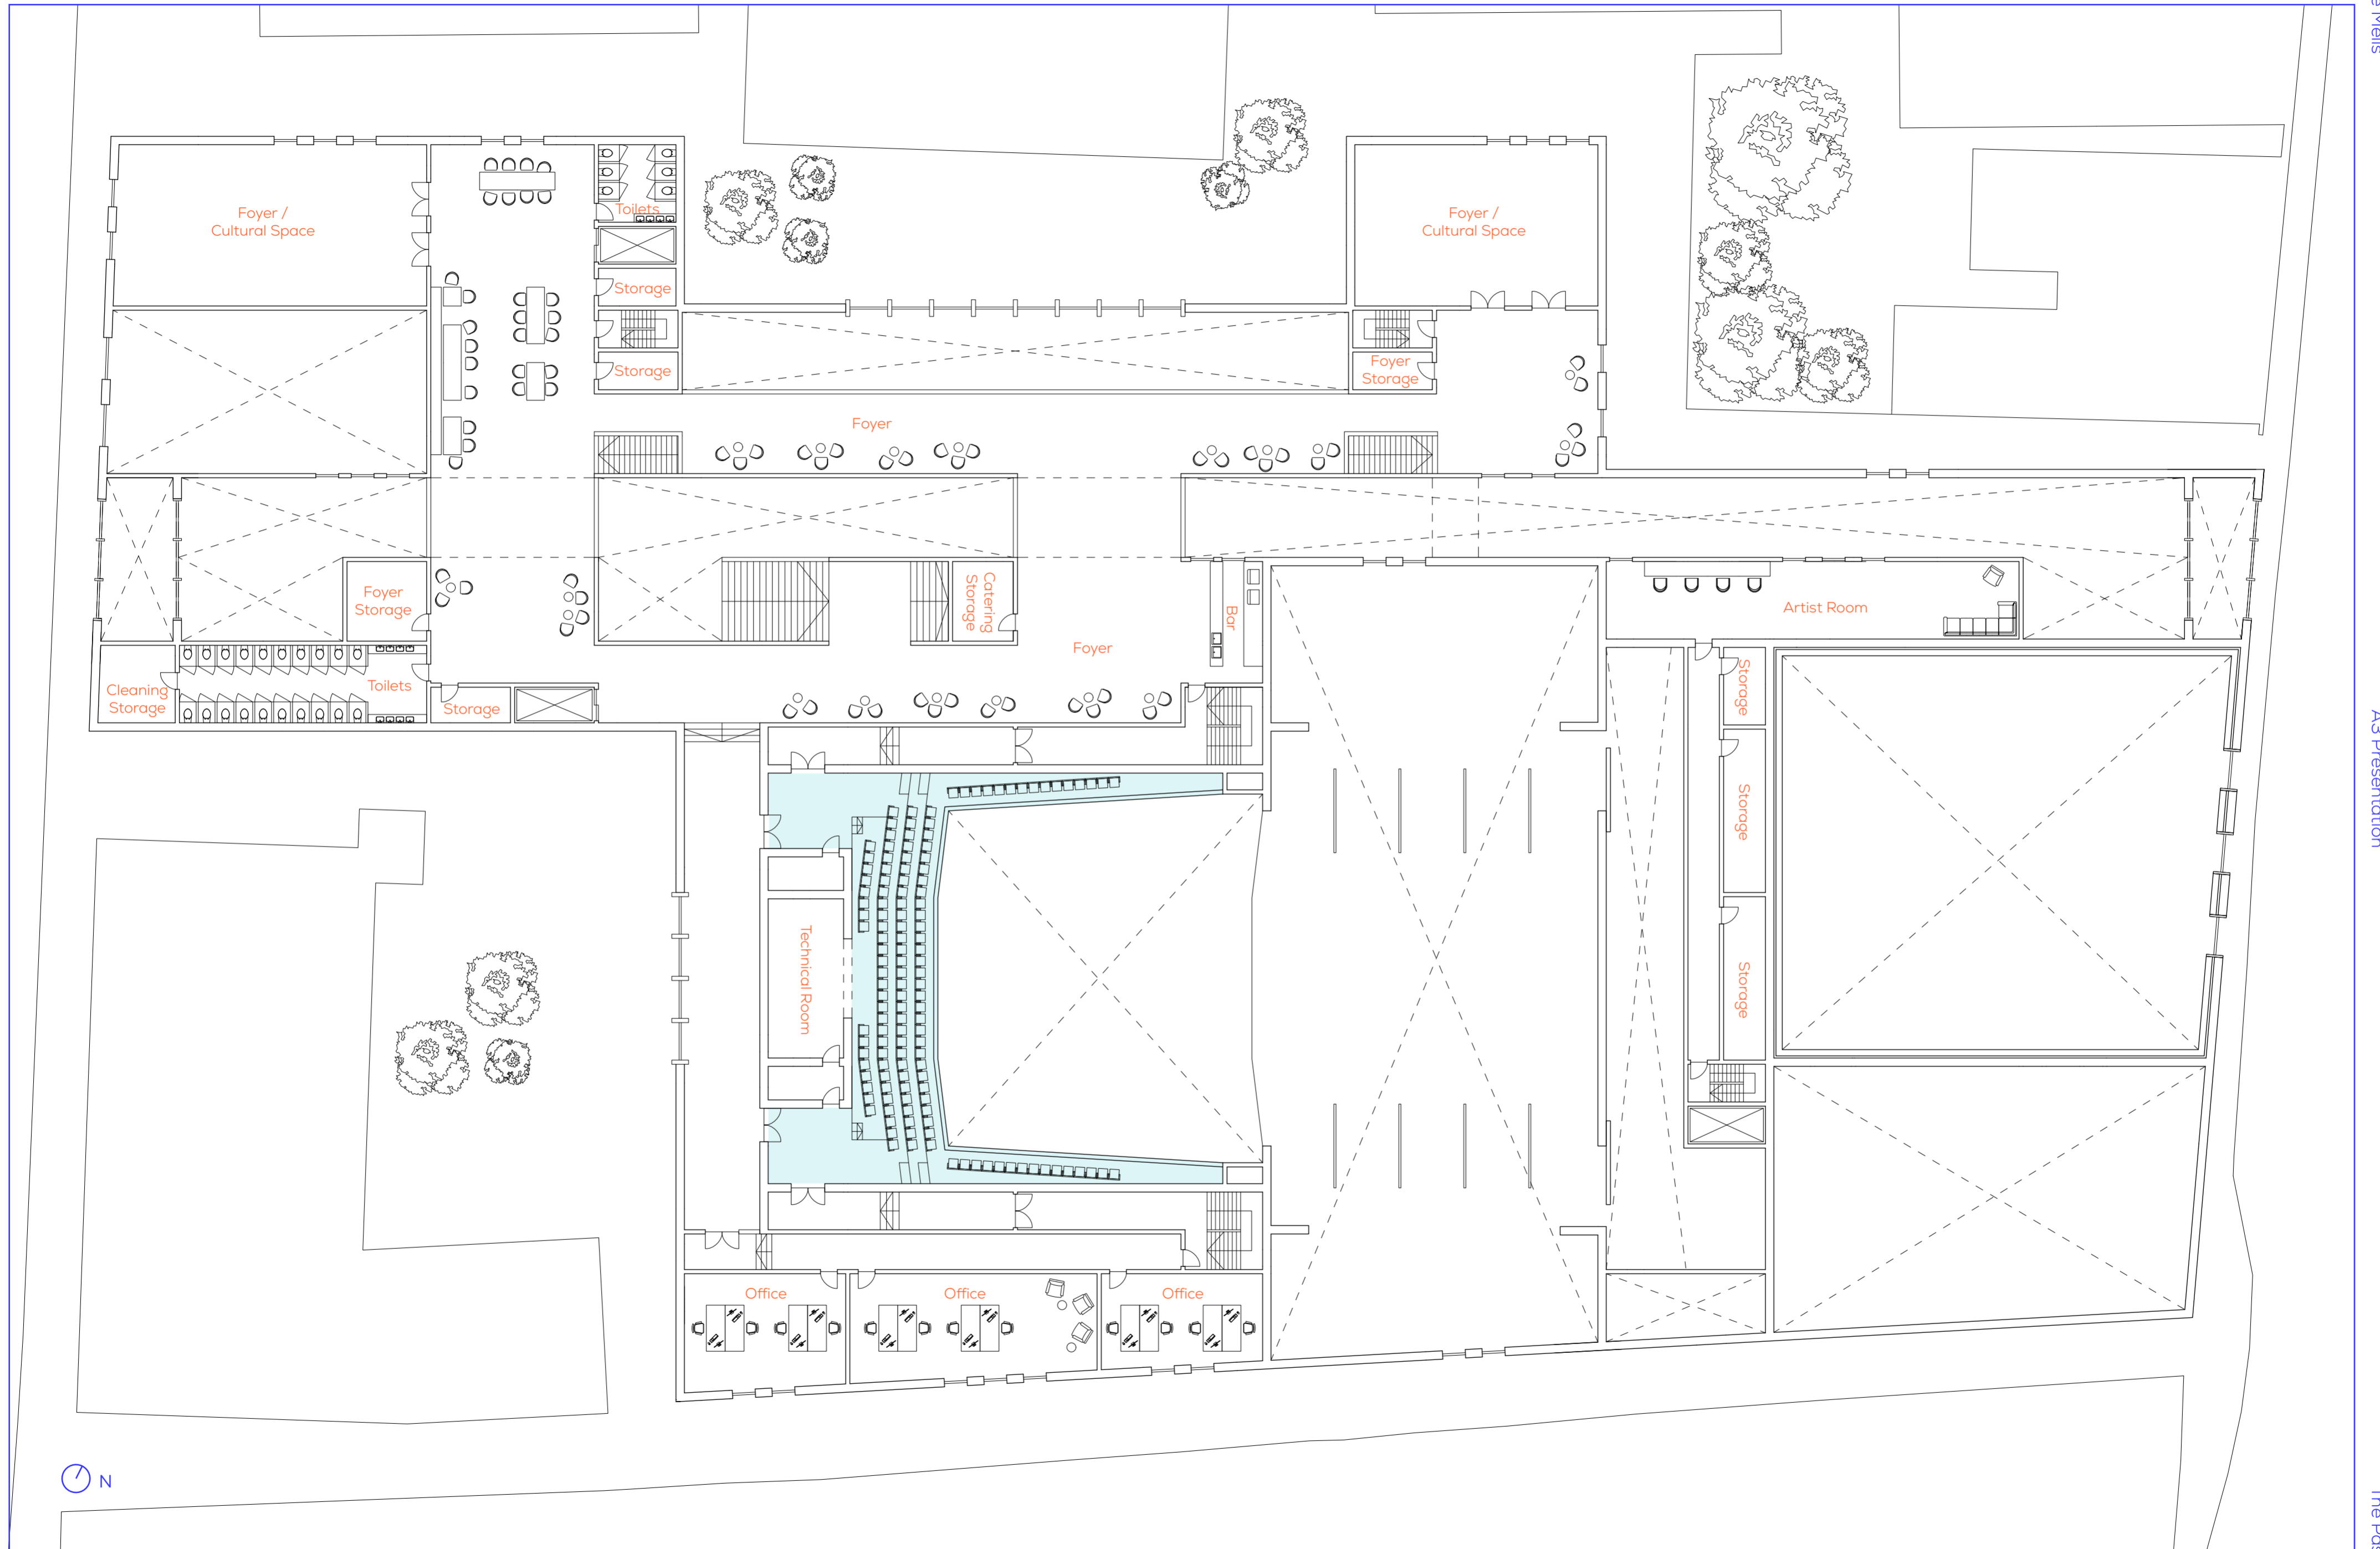 Foyer /
Cultural Space
Toilets
Storage
Storage
Foyer /
Cultural Space
Foyer
Storage
Foyer
Foyer
Storage
Catering
Storage
Bar
Foyer
Artist Room
Cleaning
Storage
Toilets
Storage
Storage
Storage
Storage
Technical Room
Office
Office
Office
N
A3 Presentation